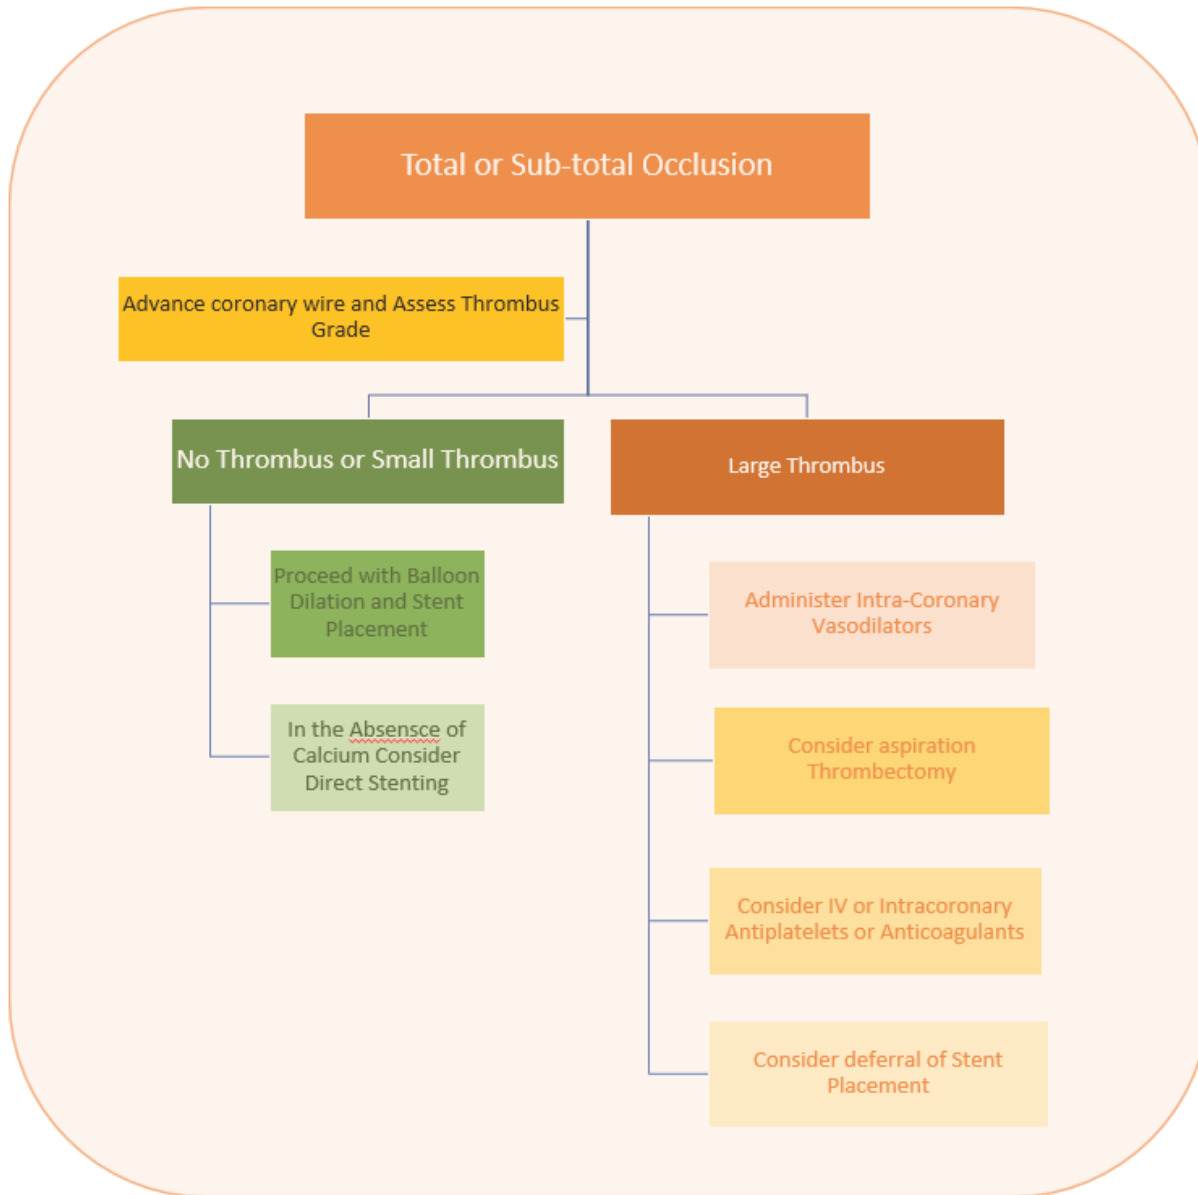 Total or Sub-total Occlusion
Advance coronary wire and Assess Thrombus
Grade
No Thrombus or Small Thrombus
Proceed with Balloon
Dilation and Stent
Placement
In the Absensce of
Calcium Consider
Direct Stenting
Large Thrombus
Administer Intra-Coronary
Vasodilators
Consider aspiration
Thrombectomy
Consider IV or Intracoronary
Antiplatelets or Anticoagulants
Consider deferral of Stent
Placement